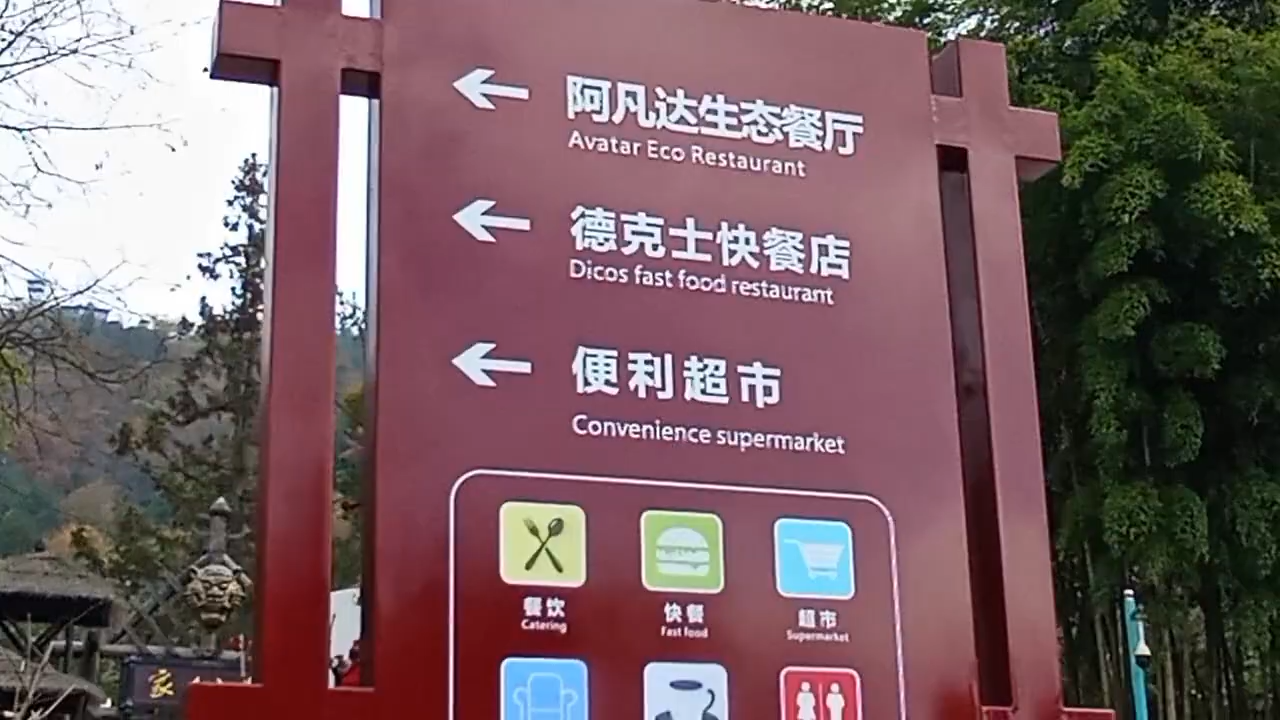 阿凡达生态餐厅
Avatar Eco Restaurant
德克士快餐店
Dicos fast food restaurant
便利超市
Convenience supermarket
餐饮 快餐 超市
Catering Fast food Supermarket
家